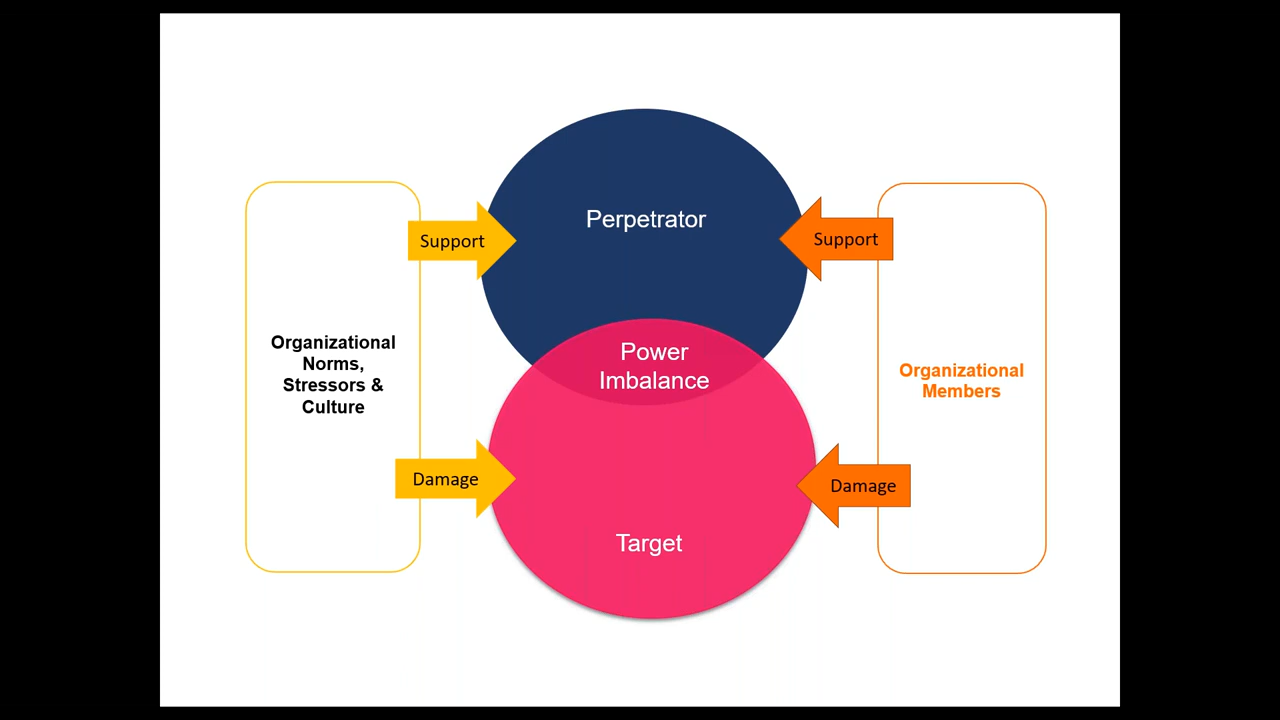 Perpetrator
Support
Support
Power
Imbalance
Organizational
Norms,
Stressors &
Culture
Organizational
Members
Damage
Damage
Target